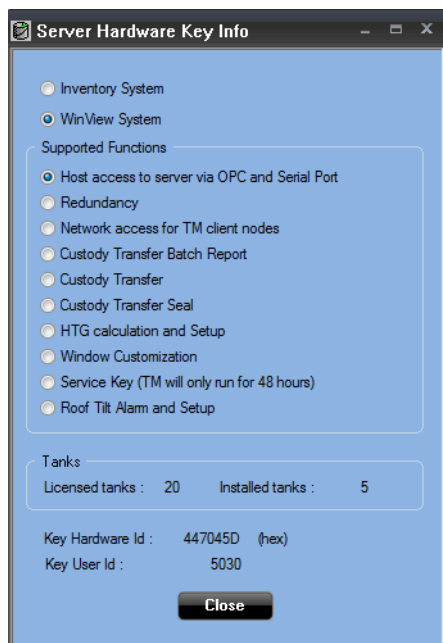 Server Hardware Key Info
Inventory System
WinView System
Supported Functions
Host access to server via OPC and Serial Port
Redundancy
Network access for TM client nodes
Custody Transfer Batch Report
Custody Transfer
Custody Transfer Seal
HTG calculation and Setup
Window Customization
Service Key (TM will only run for 48 hours)
Roof Tilt Alarm and Setup
Tanks
Licensed tanks : 20 Installed tanks : 5
Key Hardware Id : 447045D (hex)
Key User Id : 5030
Close